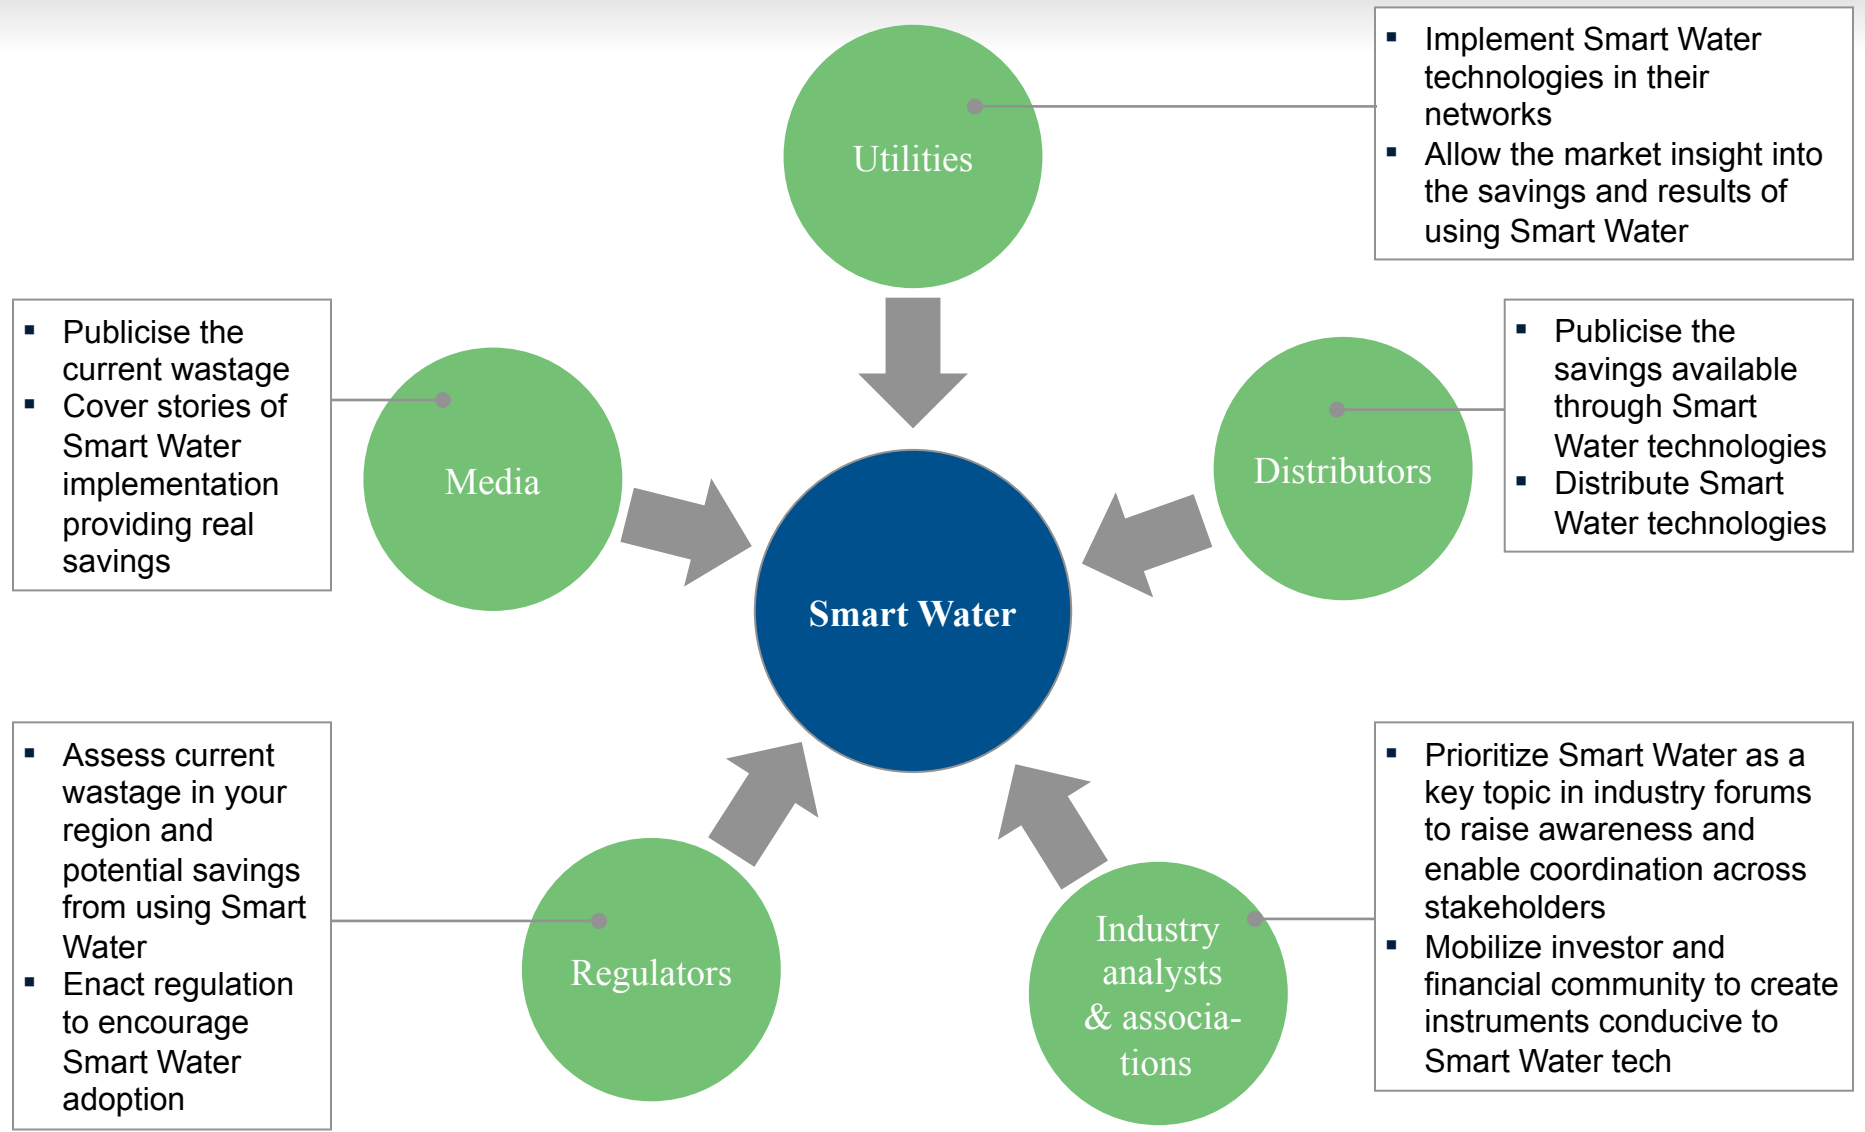 Utilities
▪ Implement Smart Water
technologies in their
networks
▪ Allow the market insight into
the savings and results of
using Smart Water
▪ Publicise the
current wastage
▪ Cover stories of
Smart Water
implementation
providing real
savings
Media
Distributors
▪ Publicise the
savings available
through Smart
Water technologies
▪ Distribute Smart
Water technologies
Smart Water
▪ Assess current
wastage in your
region and
potential savings
from using Smart
Water
▪ Enact regulation
to encourage
Smart Water
adoption
Regulators
Industry
analysts
& associa-
tions
▪ Prioritize Smart Water as a
key topic in industry forums
to raise awareness and
enable coordination across
stakeholders
▪ Mobilize investor and
financial community to create
instruments conducive to
Smart Water tech